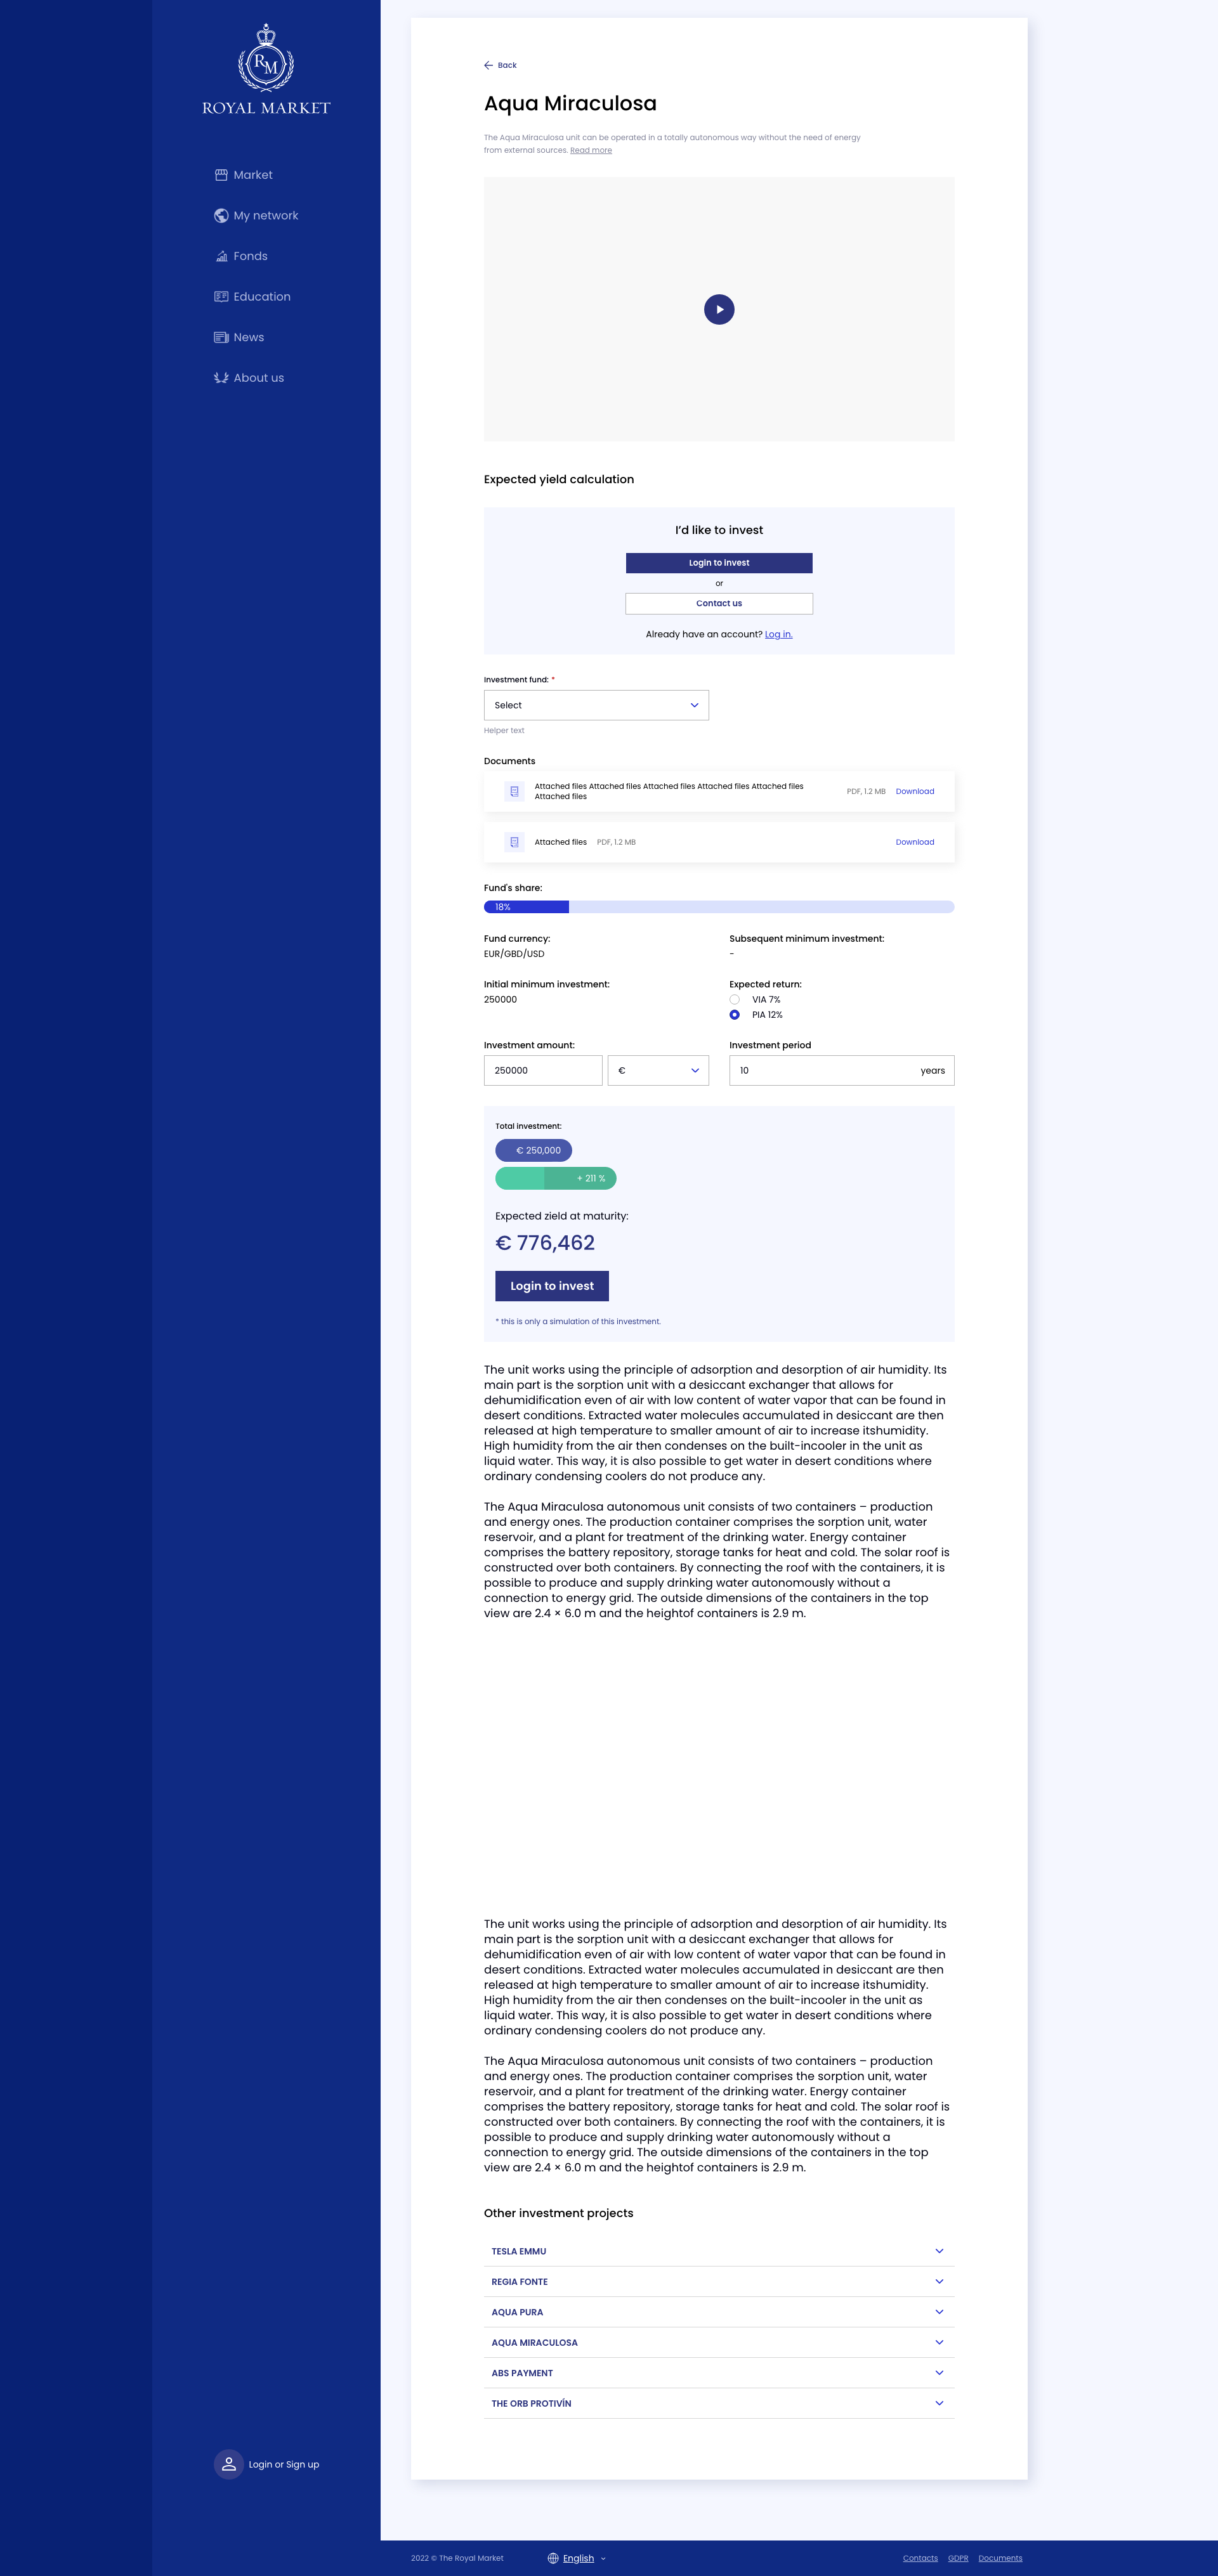 RM
ROYAL MARKET
Market
My network
Fonds
Education
News
About us
Login or Sign up
Back
Aqua Miraculosa
The Aqua Miraculosa unit can be operated in a totally autonomous way without the need of energy
from external sources. Read more
Expected yield calculation
I'd like to invest
Login to invest
or
Contact us
Already have an account? Log in.
Investment fund: *
Select
Helper text
Documents
Attached files Attached files Attached files Attached files Attached files
Attached files
PDF, 1.2 MB Download
Attached files PDF, 1.2 MB Download
Fund's share:
18%
Fund currency:
EUR/GBD/USD
Subsequent minimum investment:
-
Initial minimum investment:
250000
Expected return:
VIA 7%
PIA 12%
Investment amount:
250000 €
Investment period
10 years
Total investment:
€ 250,000
+ 211 %
Expected zield at maturity:
€ 776,462
Login to invest
* this is only a simulation of this investment.
The unit works using the principle of adsorption and desorption of air humidity. Its
main part is the sorption unit with a desiccant exchanger that allows for
dehumidification even of air with low content of water vapor that can be found in
desert conditions. Extracted water molecules accumulated in desiccant are then
released at high temperature to smaller amount of air to increase itshumidity.
High humidity from the air then condenses on the built-incooler in the unit as
liquid water. This way, it is also possible to get water in desert conditions where
ordinary condensing coolers do not produce any.
The Aqua Miraculosa autonomous unit consists of two containers – production
and energy ones. The production container comprises the sorption unit, water
reservoir, and a plant for treatment of the drinking water. Energy container
comprises the battery repository, storage tanks for heat and cold. The solar roof is
constructed over both containers. By connecting the roof with the containers, it is
possible to produce and supply drinking water autonomously without a
connection to energy grid. The outside dimensions of the containers in the top
view are 2.4 × 6.0 m and the heightof containers is 2.9 m.
The unit works using the principle of adsorption and desorption of air humidity. Its
main part is the sorption unit with a desiccant exchanger that allows for
dehumidification even of air with low content of water vapor that can be found in
desert conditions. Extracted water molecules accumulated in desiccant are then
released at high temperature to smaller amount of air to increase itshumidity.
High humidity from the air then condenses on the built-incooler in the unit as
liquid water. This way, it is also possible to get water in desert conditions where
ordinary condensing coolers do not produce any.
The Aqua Miraculosa autonomous unit consists of two containers – production
and energy ones. The production container comprises the sorption unit, water
reservoir, and a plant for treatment of the drinking water. Energy container
comprises the battery repository, storage tanks for heat and cold. The solar roof is
constructed over both containers. By connecting the roof with the containers, it is
possible to produce and supply drinking water autonomously without a
connection to energy grid. The outside dimensions of the containers in the top
view are 2.4 × 6.0 m and the heightof containers is 2.9 m.
Other investment projects
TESLA EMMU
REGIA FONTE
AQUA PURA
AQUA MIRACULOSA
ABS PAYMENT
THE ORB PROTIVÍN
2022 © The Royal Market English Contacts GDPR Documents